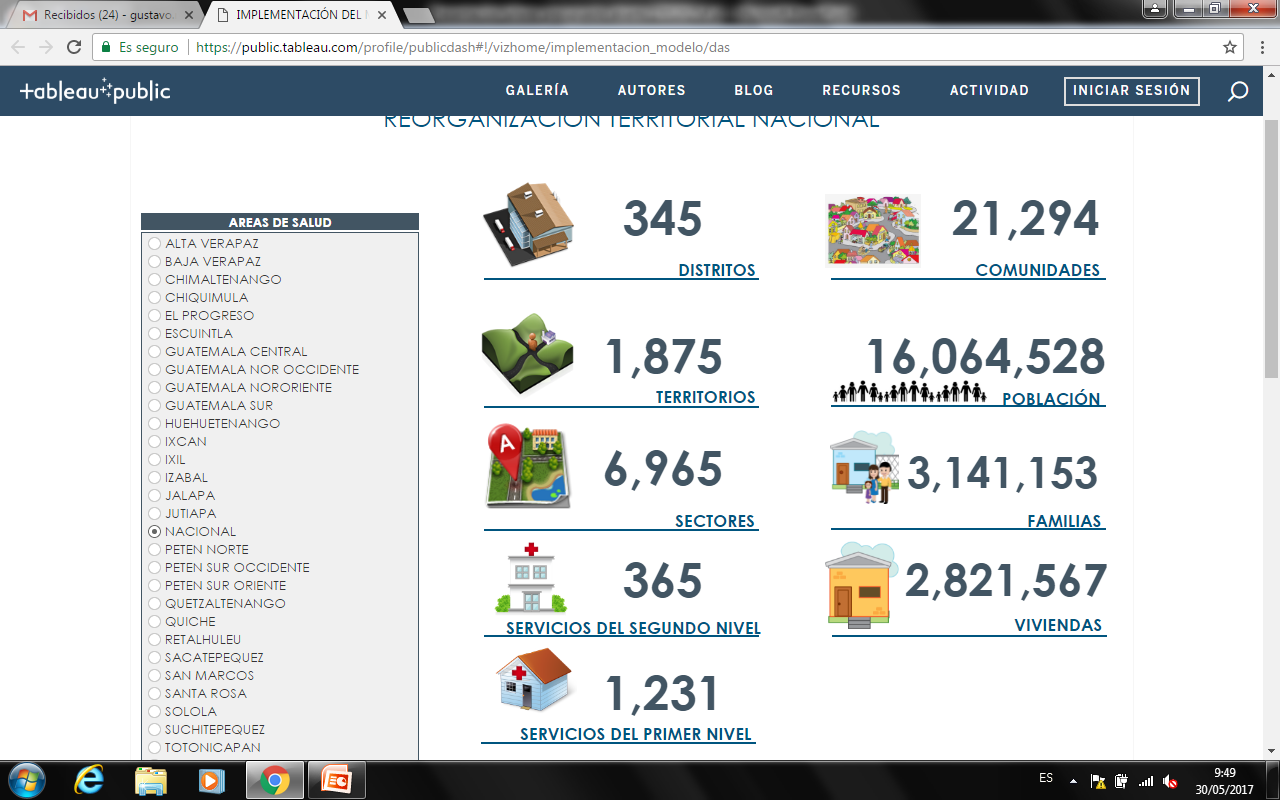 Recibidos (24) - gustavo.
IMPLEMENTACIÓN DEL M
Es seguro
https://public.tableau.com/profile/publicdash#!/vizhome/implementacion_modelo/das
+ableau+public
GALERÍA
AUTORES
BLOG
RECURSOS
ACTIVIDAD
INICIAR SESIÓN
REORGANIZACIÓN TERRITORIAL NACIONAL
AREAS DE SALUD
ALTA VERAPAZ
BAJA VERAPAZ
CHIMALTENANGO
CHIQUIMULA
EL PROGRESO
ESCUINTLA
GUATEMALA CENTRAL
GUATEMALA NOR OCCIDENTE
GUATEMALA NORORIENTE
GUATEMALA SUR
HUEHUETENANGO
IXCAN
IXIL
IZABAL
JALAPA
JUTIAPA
NACIONAL
PETEN NORTE
PETEN SUR OCCIDENTE
PETEN SUR ORIENTE
QUETZALTENANGO
QUICHE
RETALHULEU
SACATEPEQUEZ
SAN MARCOS
SANTA ROSA
SOLOLA
SUCHITEPEQUEZ
TOTONICAPAN
345
DISTRITOS
1,875
TERRITORIOS
A
6,965
SECTORES
365
SERVICIOS DEL SEGUNDO NIVEL
1,231
SERVICIOS DEL PRIMER NIVEL
21,294
COMUNIDADES
16,064,528
POBLACIÓN
3,141,153
FAMILIAS
2,821,567
VIVIENDAS
ES
9:49
30/05/2017